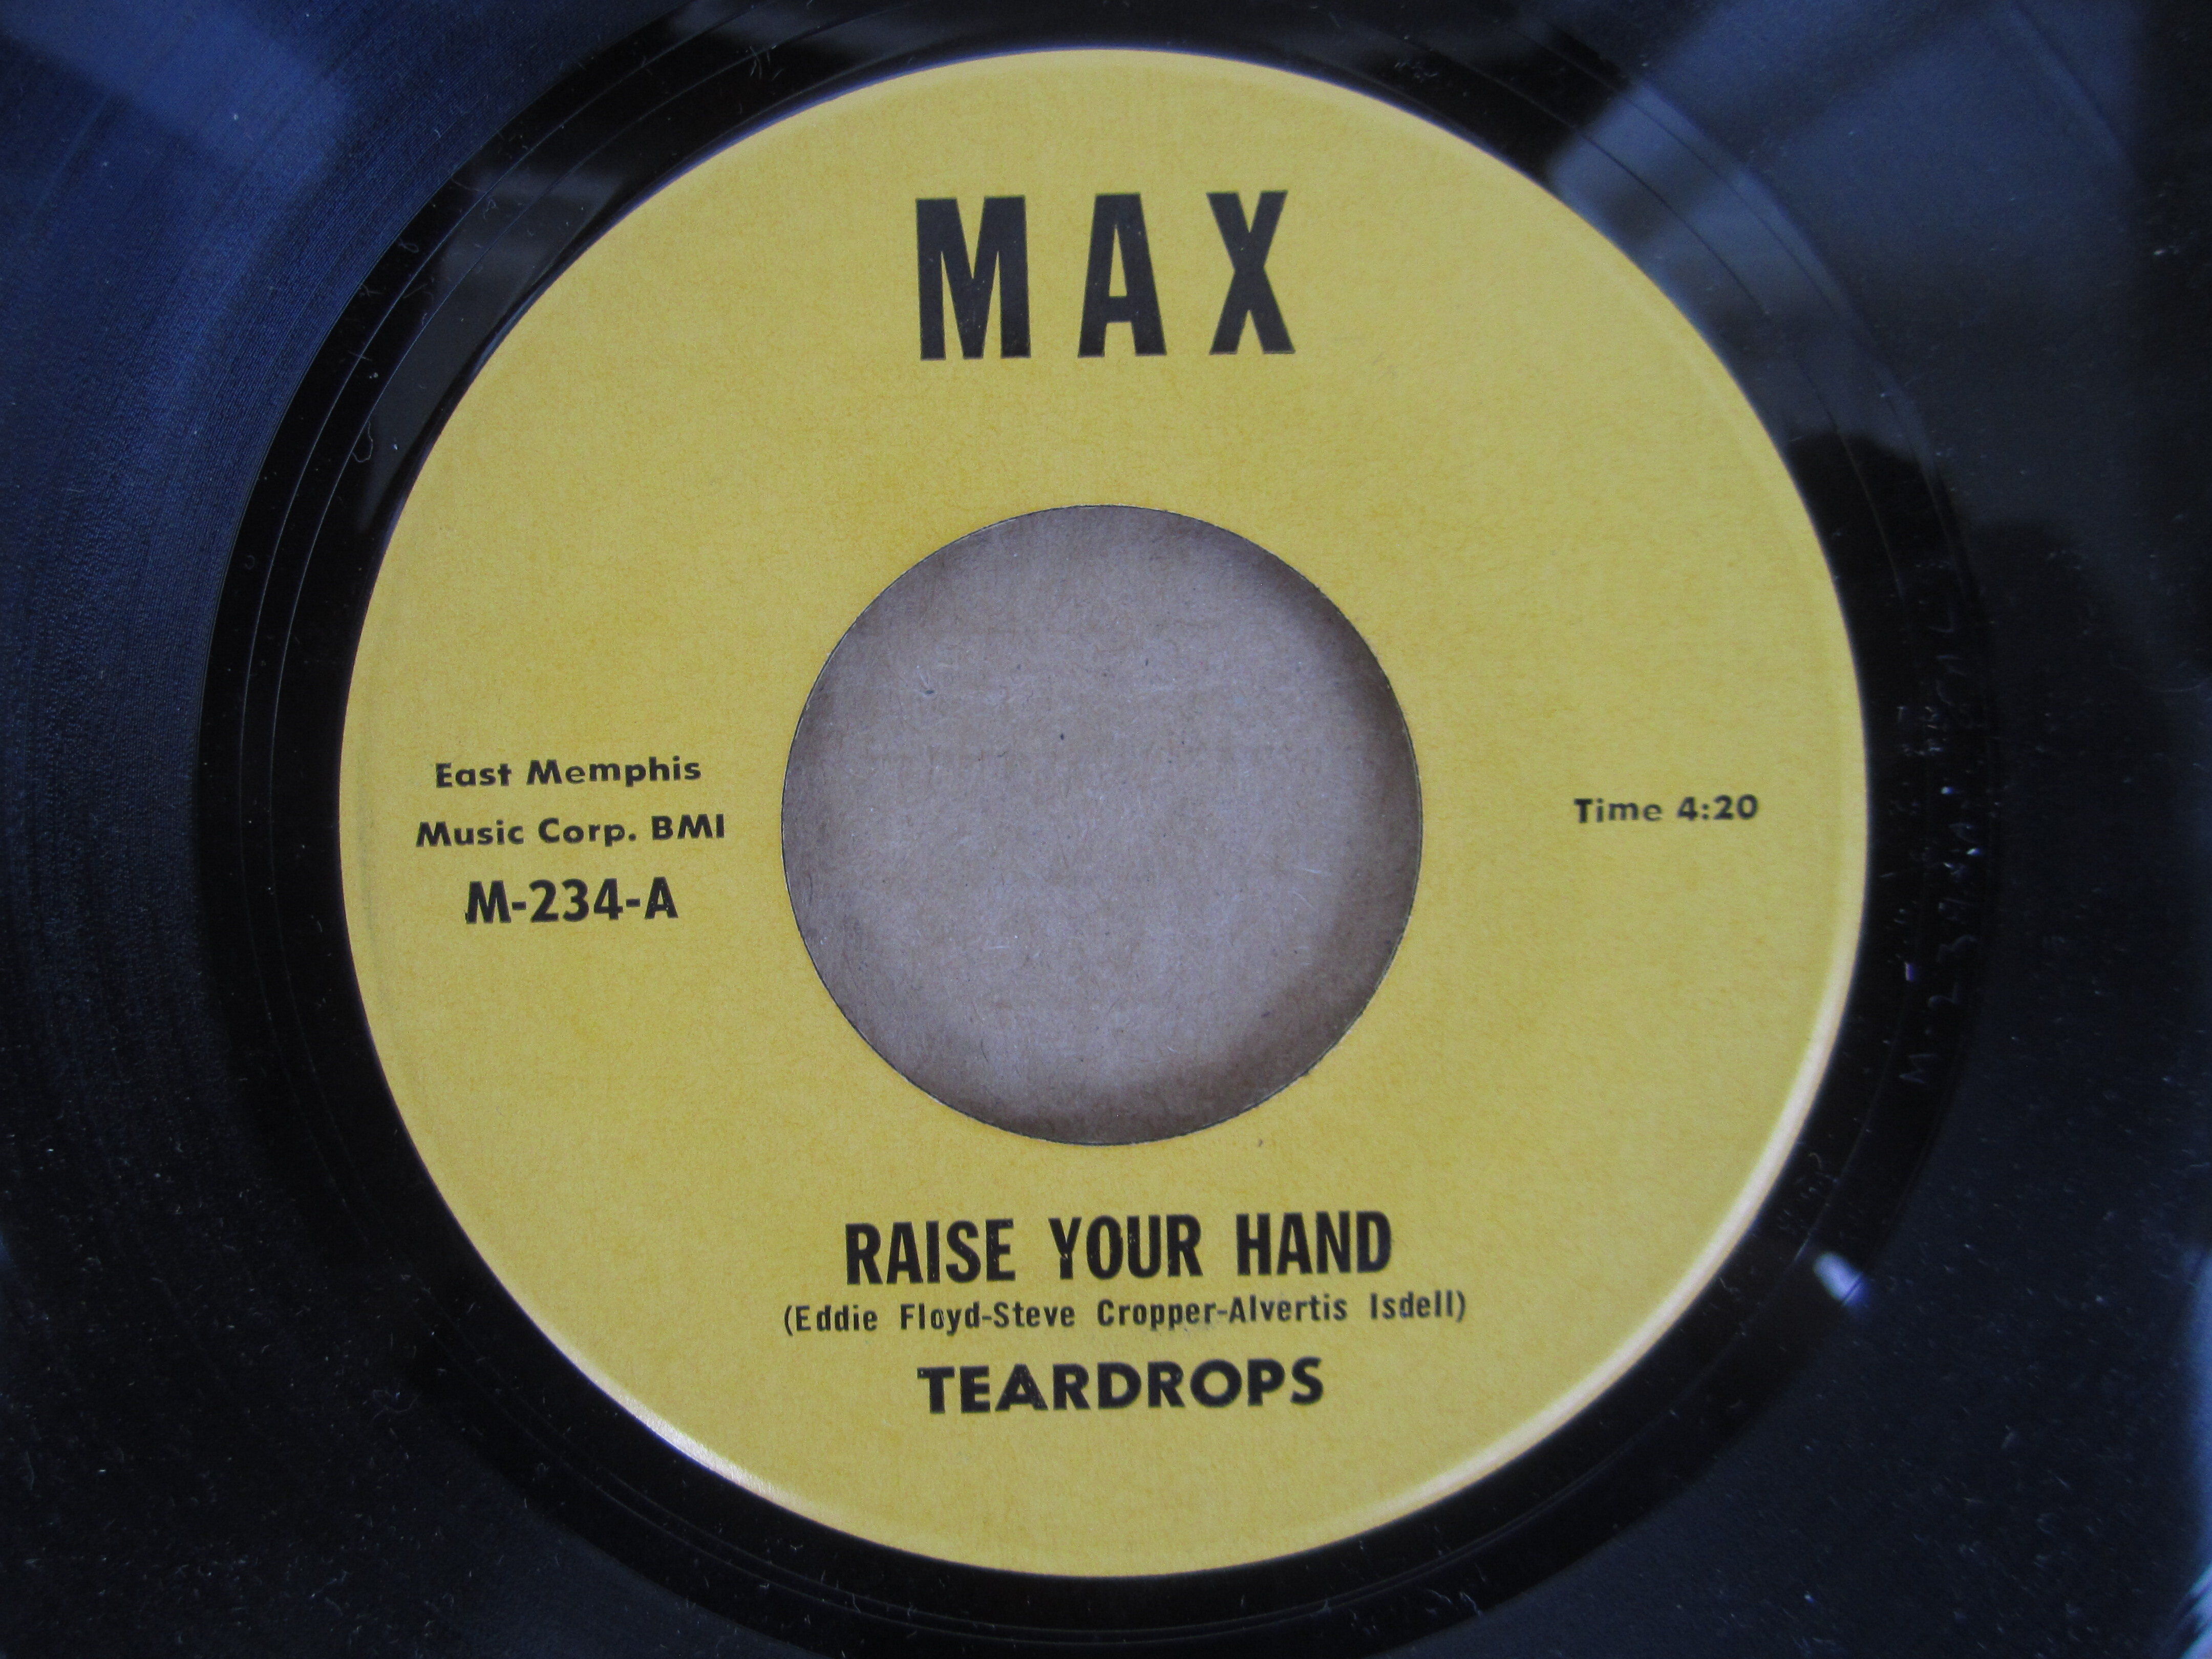 MAX
East Memphis
Music Corp. BMI
M-234-A
Time 4:20
RAISE YOUR HAND
(Eddie Floyd-Steve Cropper-Alvertis Isdell)
TEARDROPS